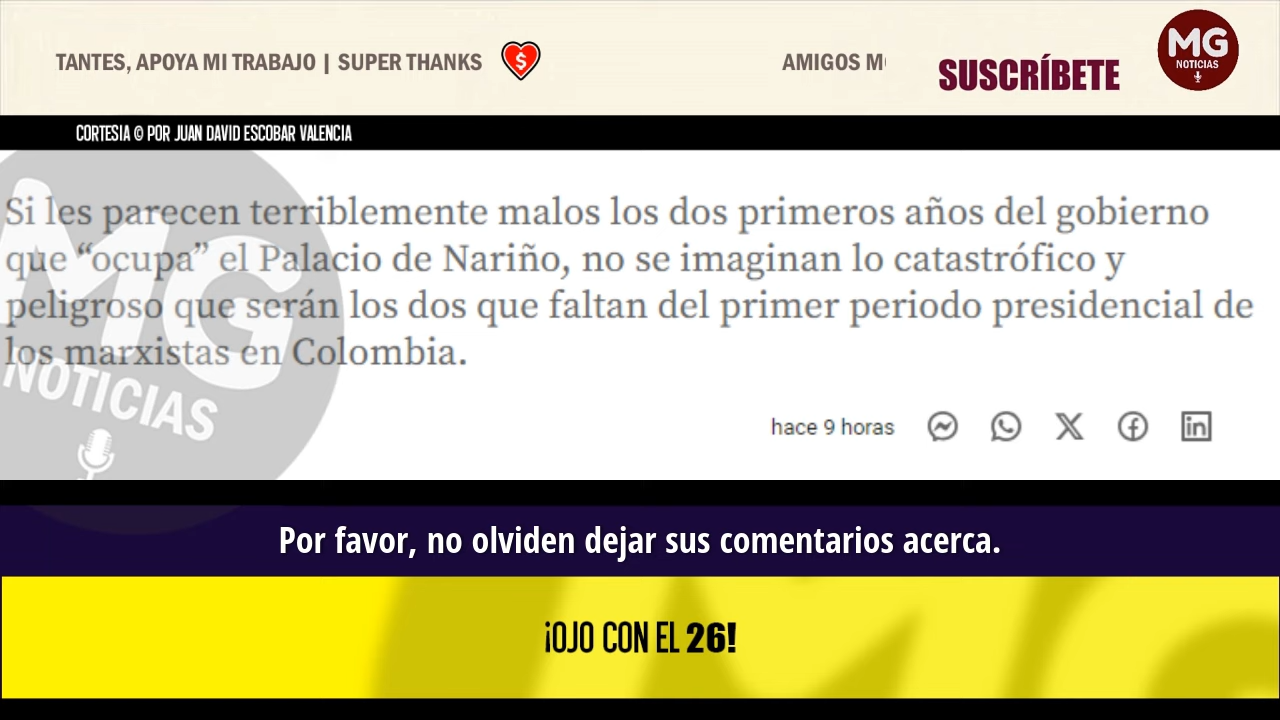 TANTES, APOYA MI TRABAJO | SUPER THANKS
AMIGOS M
SUSCRÍBETE
MG
NOTICIAS
CORTESIA © POR JUAN DAVID ESCOBAR VALENCIA
Si les parecen terriblemente malos los dos primeros años del gobierno
que “ocupa” el Palacio de Nariño, no se imaginan lo catastrófico y
peligroso que serán los dos que faltan del primer periodo presidencial de
los marxistas en Colombia.
MG
NOTICIAS
hace 9 horas
Por favor, no olviden dejar sus comentarios acerca.
¡OJO CON EL 26!